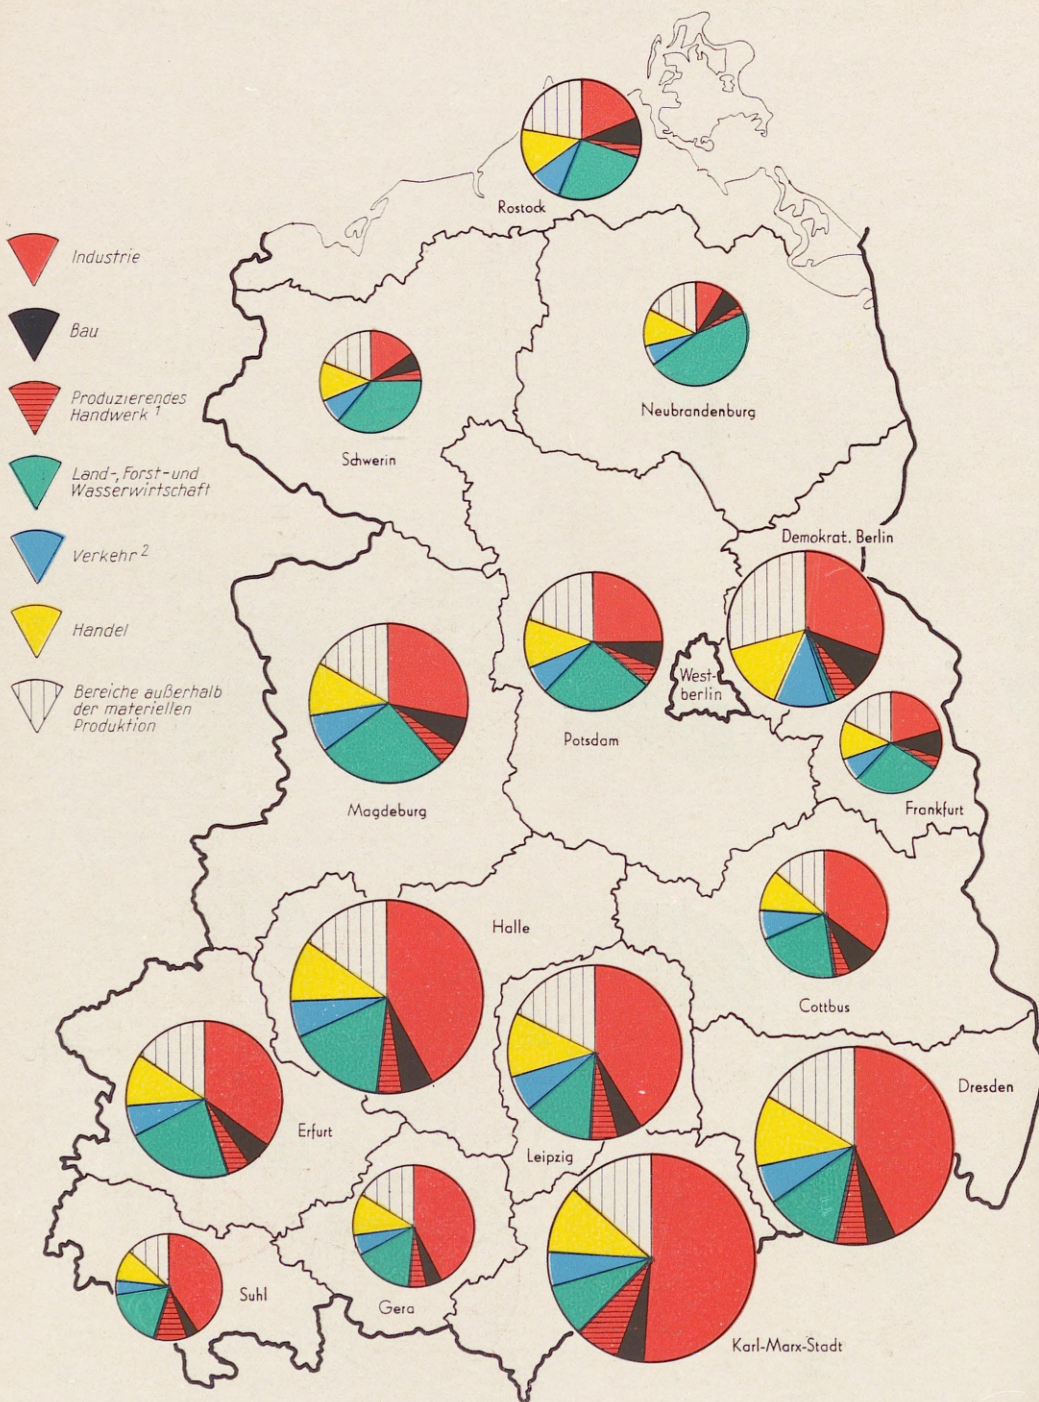 Industrie
Bau
Produzierendes
Handwerk 1
Land-, Forst- und
Wasserwirtschaft
Verkehr 2
Handel
Bereiche außerhalb
der materiellen
Produktion
Rostock
Schwerin
Neubrandenburg
Demokrat. Berlin
West-
berlin
Potsdam
Magdeburg
Frankfurt
Halle
Cottbus
Dresden
Erfurt
Leipzig
Suhl
Gera
Karl-Marx-Stadt